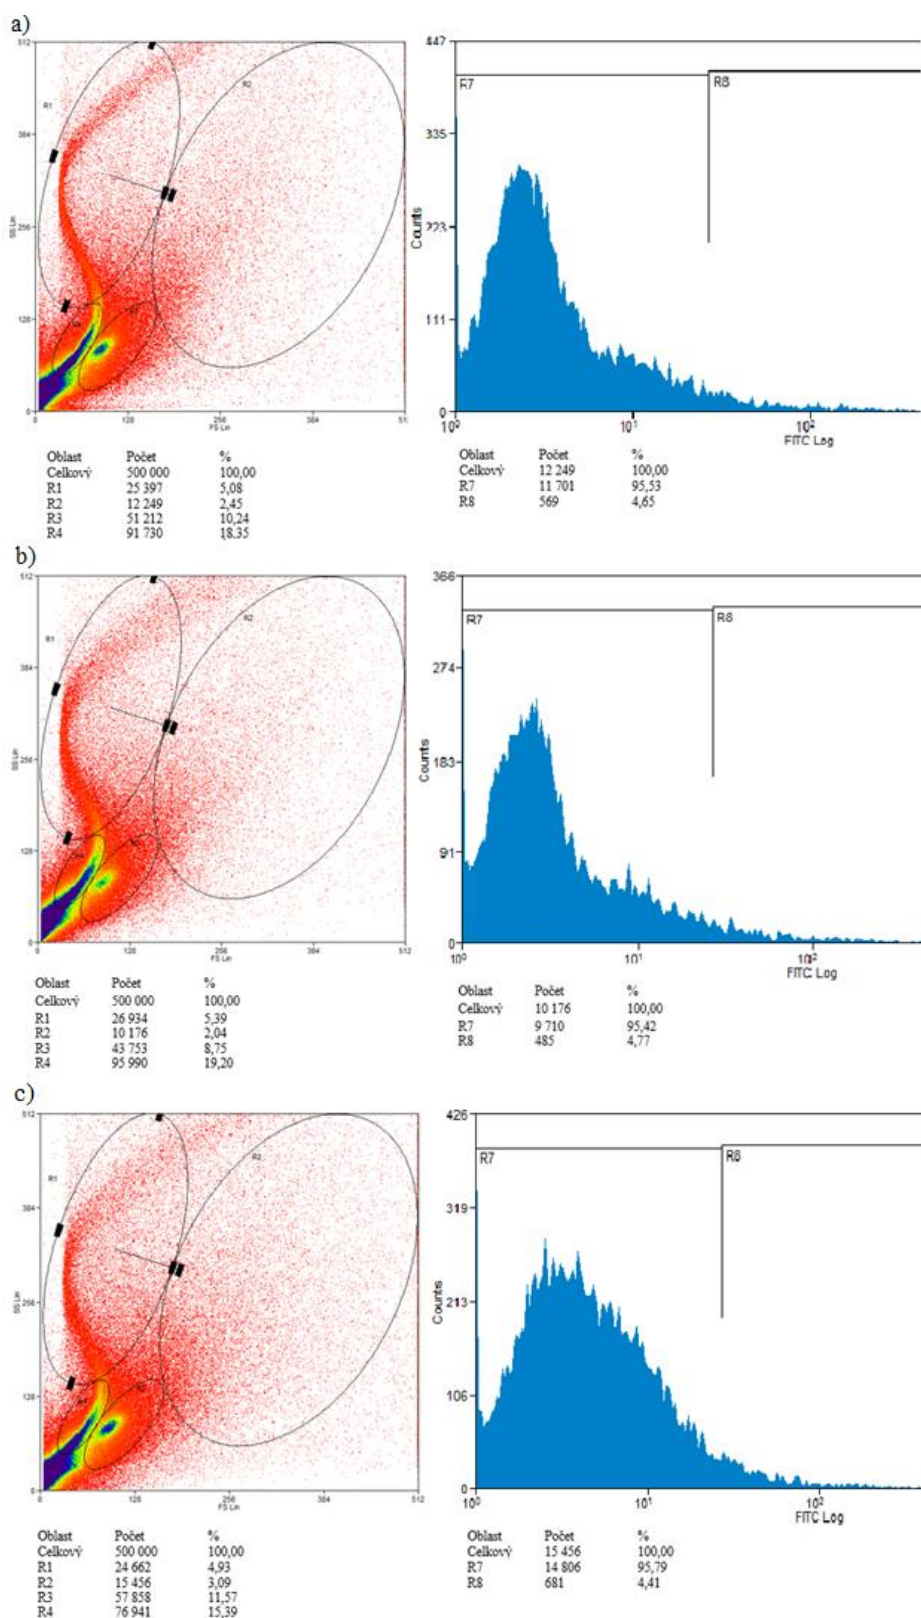 a)
512
384
256
128
0
SS Lin
R1
R2
0 128 256 384 51
FS Lin
447
335
223
111
0
Counts
R7 R8
10⁰ 10¹ 10²
FITC Log
Oblast Počet %
Celkový 500 000 100,00
R1 25 397 5,08
R2 12 249 2,45
R3 51 212 10,24
R4 91 730 18,35
Oblast Počet %
Celkový 12 249 100,00
R7 11 701 95,53
R8 569 4,65
b)
512
384
256
128
0
SS Lin
R1
R2
0 128 256 384 512
FS Lin
366
274
183
91
0
Counts
R7 R8
10⁰ 10¹ 10²
FITC Log
Oblast Počet %
Celkový 500 000 100,00
R1 26 934 5,39
R2 10 176 2,04
R3 43 753 8,75
R4 95 990 19,20
Oblast Počet %
Celkový 10 176 100,00
R7 9 710 95,42
R8 485 4,77
c)
512
384
256
128
0
SS Lin
R1
R2
0 128 256 384 512
FS Lin
426
319
213
106
0
Counts
R7 R8
10⁰ 10¹ 10²
FITC Log
Oblast Počet %
Celkový 500 000 100,00
R1 24 662 4,93
R2 15 456 3,09
R3 57 858 11,57
R4 76 941 15,39
Oblast Počet %
Celkový 15 456 100,00
R7 14 806 95,79
R8 681 4,41